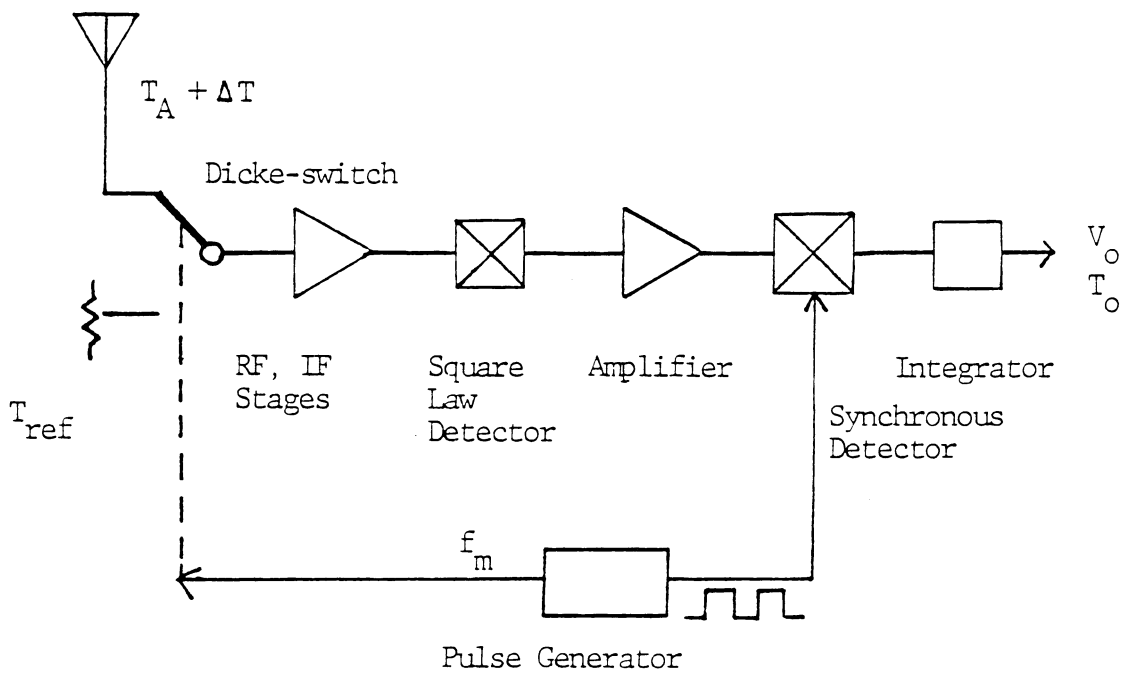 T_A + ΔT
Dicke-switch
V_o
T_o
RF, IF
Stages
Square
Law
Detector
Amplifier
Integrator
T_ref
Synchronous
Detector
f_m
Pulse Generator